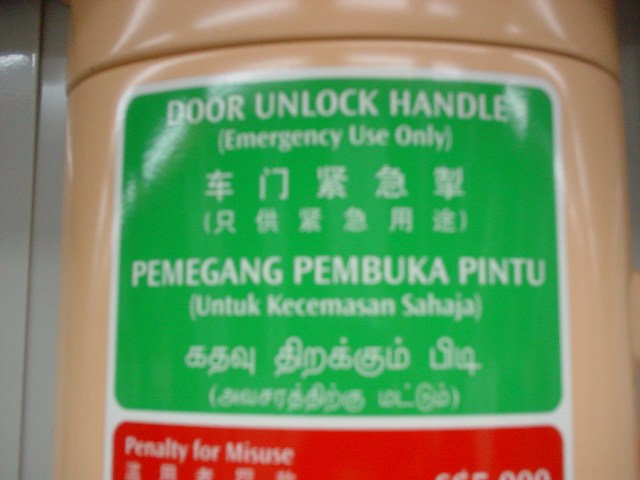 DOOR UNLOCK HANDLE
(Emergency Use Only)
车门紧急掣
(只供紧急用途)
PEMEGANG PEMBUKA PINTU
(Untuk Kecemasan Sahaja)
கதவு திறக்கும் பிடி
(அவசரத்திற்கு மட்டும்)
Penalty for Misuse